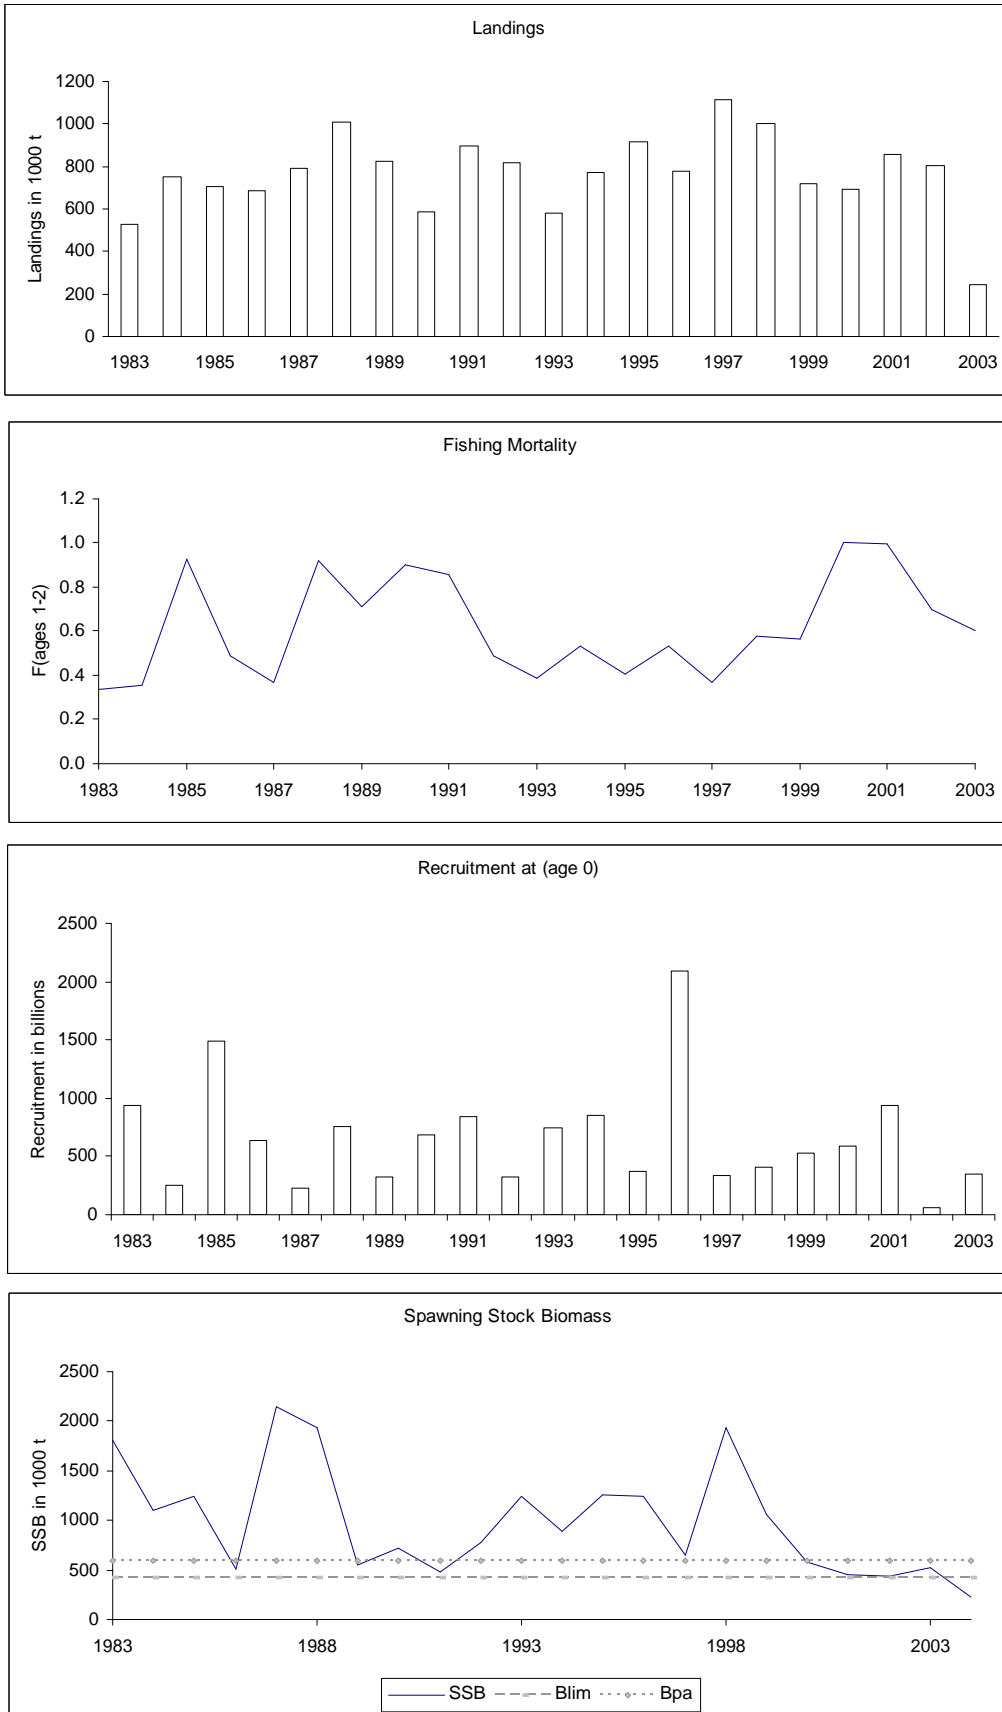 Landings
Landings in 1000 t
1200
1000
800
600
400
200
0
1983 1985 1987 1989 1991 1993 1995 1997 1999 2001 2003
Fishing Mortality
F(ages 1-2)
1.2
1.0
0.8
0.6
0.4
0.2
0.0
1983 1985 1987 1989 1991 1993 1995 1997 1999 2001 2003
Recruitment at (age 0)
Recruitment in billions
2500
2000
1500
1000
500
0
1983 1985 1987 1989 1991 1993 1995 1997 1999 2001 2003
Spawning Stock Biomass
SSB in 1000 t
2500
2000
1500
1000
500
0
1983 1988 1993 1998 2003
SSB Blim Bpa